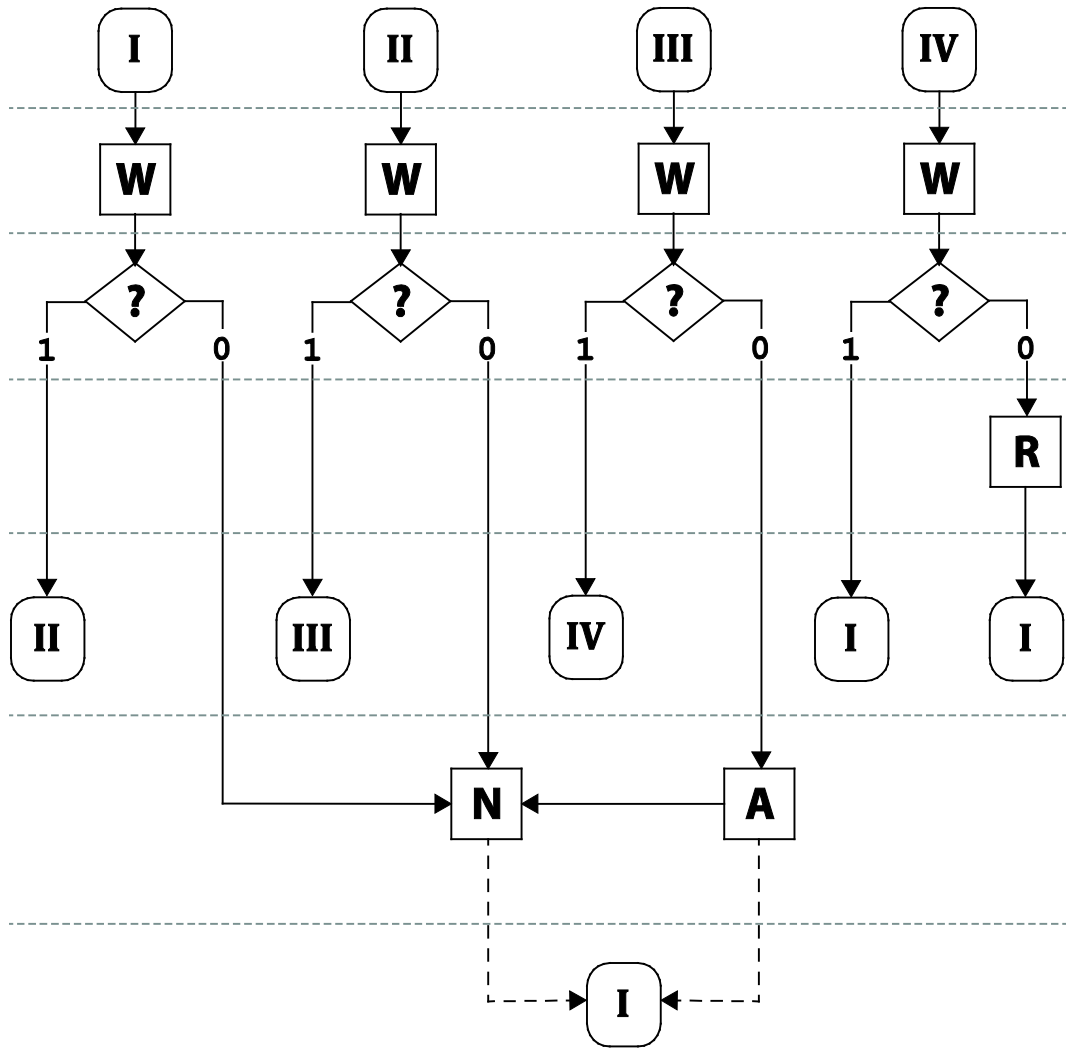 I II III IV
W W W W
? ? ? ?
1 0 1 0 1 0 1 0
R
II III IV I I
N A
I